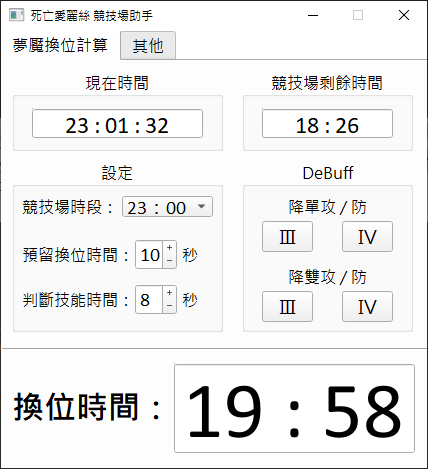 死亡愛麗絲 競技場助手
夢魘換位計算
其他
現在時間
競技場剩餘時間
23 : 01 : 32
18 : 26
設定
DeBuff
競技場時段：
23 : 00
預留換位時間：
10
秒
判斷技能時間：
8
秒
降單攻 / 防
Ⅲ
Ⅳ
降雙攻 / 防
Ⅲ
Ⅳ
換位時間：
19 : 58